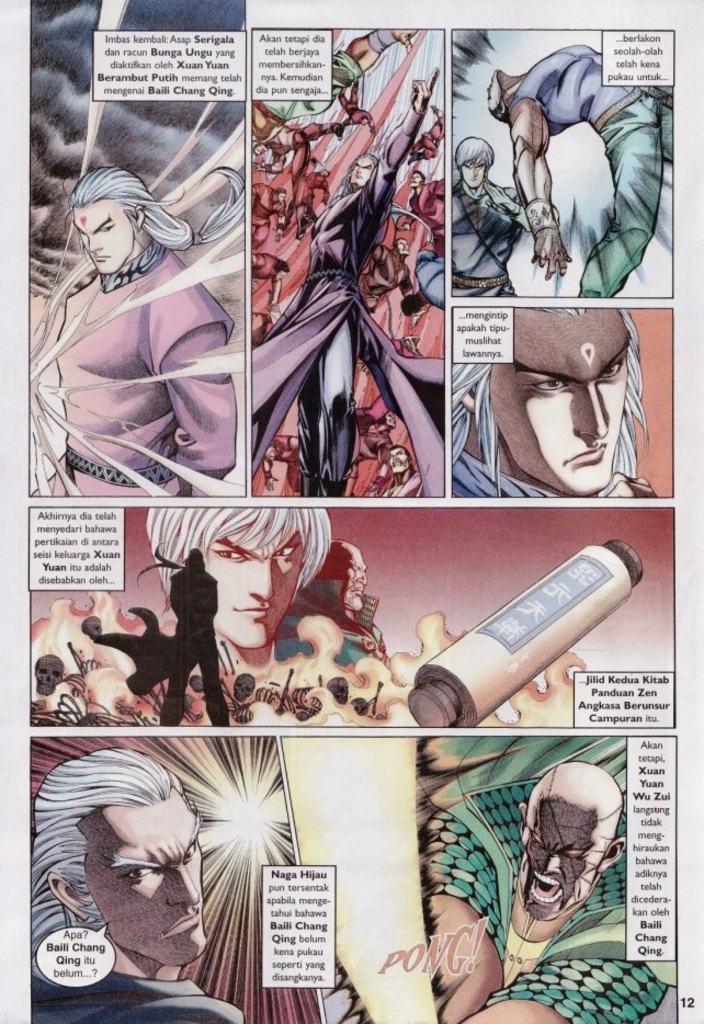 Imbas kembali: Asap Serigala
dan racun Bunga Ungu yang
diaktifkan oleh Xuan Yuan
Berambut Putih memang telah
mengenai Baili Chang Qing.
Akan tetapi dia
telah berjaya
membersihkan-
nya. Kemudian
dia pun sengaja...
...berlakon
seolah-olah
telah kena
pukau untuk...
...mengintip
apakah tipu-
muslihat
lawannya.
Akhirnya dia telah
menyedari bahawa
pertikaian di antara
seisi keluarga Xuan
Yuan itu adalah
disebabkan oleh...
...Jilid Kedua Kitab
Panduan Zen
Angkasa Berunsur
Campuran itu.
Apa?
Baili Chang
Qing itu
belum...?
Naga Hijau
pun tersentak
apabila menge-
tahui bahawa
Baili Chang
Qing belum
kena pukau
seperti yang
disangkanya.
PONG!
Akan
tetapi,
Xuan
Yuan
Wu Zui
langsung
tidak
meng-
hiraukan
bahawa
adiknya
telah
dicedera-
kan oleh
Baili
Chang
Qing.
12